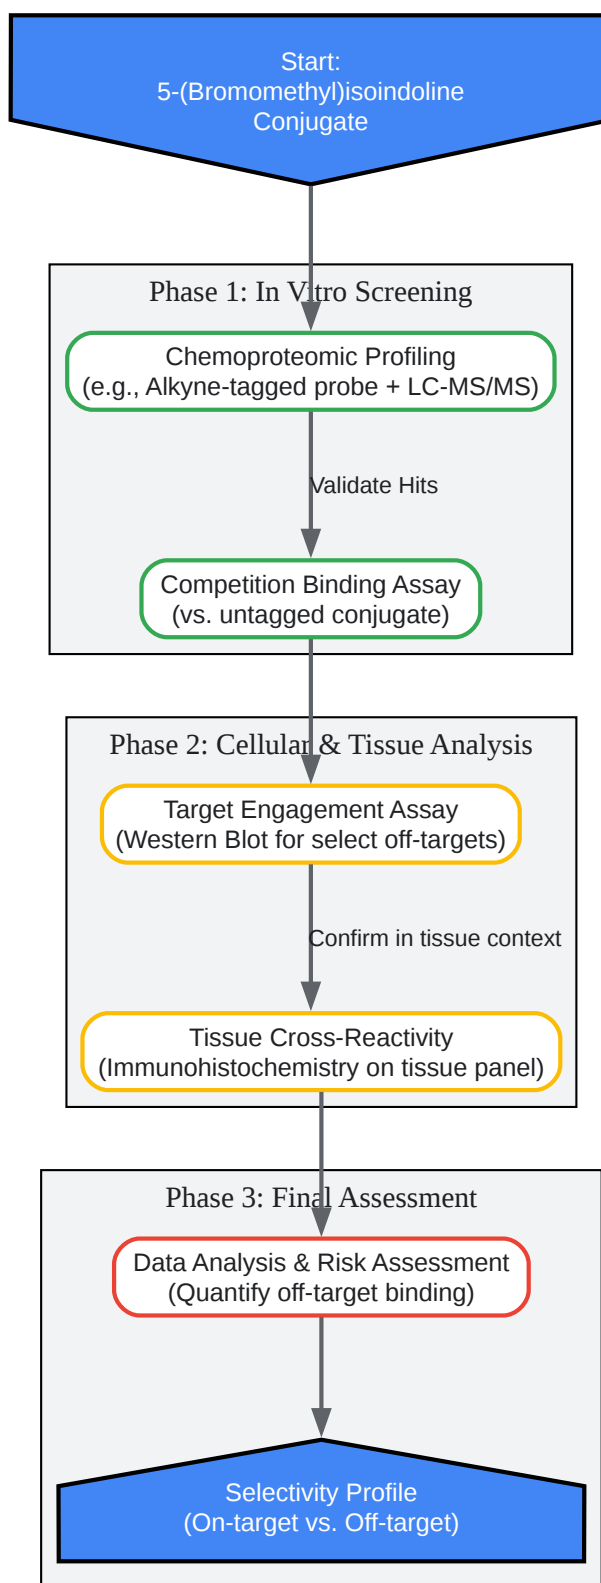 Start:
5-(Bromomethyl)isoindoline
Conjugate
Phase 1: In Vitro Screening
Chemoproteomic Profiling
(e.g., Alkyne-tagged probe + LC-MS/MS)
Validate Hits
Competition Binding Assay
(vs. untagged conjugate)
Phase 2: Cellular & Tissue Analysis
Target Engagement Assay
(Western Blot for select off-targets)
Confirm in tissue context
Tissue Cross-Reactivity
(Immunohistochemistry on tissue panel)
Phase 3: Final Assessment
Data Analysis & Risk Assessment
(Quantify off-target binding)
Selectivity Profile
(On-target vs. Off-target)